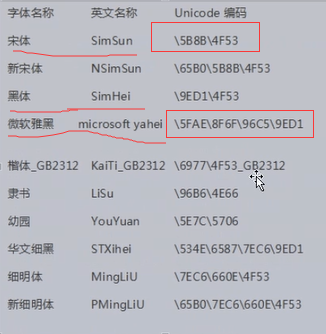 字体名称 英文名称 Unicode 编码
宋体 SimSun \5B8B\4F53
新宋体 NSimSun \65B0\5B8B\4F53
黑体 SimHei \9ED1\4F53
微软雅黑 microsoft yahei \5FAE\8F6F\96C5\9ED1
楷体_GB2312 KaiTi_GB2312 \6977\4F53_GB2312
隶书 LiSu \96B6\4E66
幼园 YouYuan \5E7C\5706
华文细黑 STXihei \534E\6587\7EC6\9ED1
细明体 MingLiU \7EC6\660E\4F53
新细明体 PMingLiU \65B0\7EC6\660E\4F53